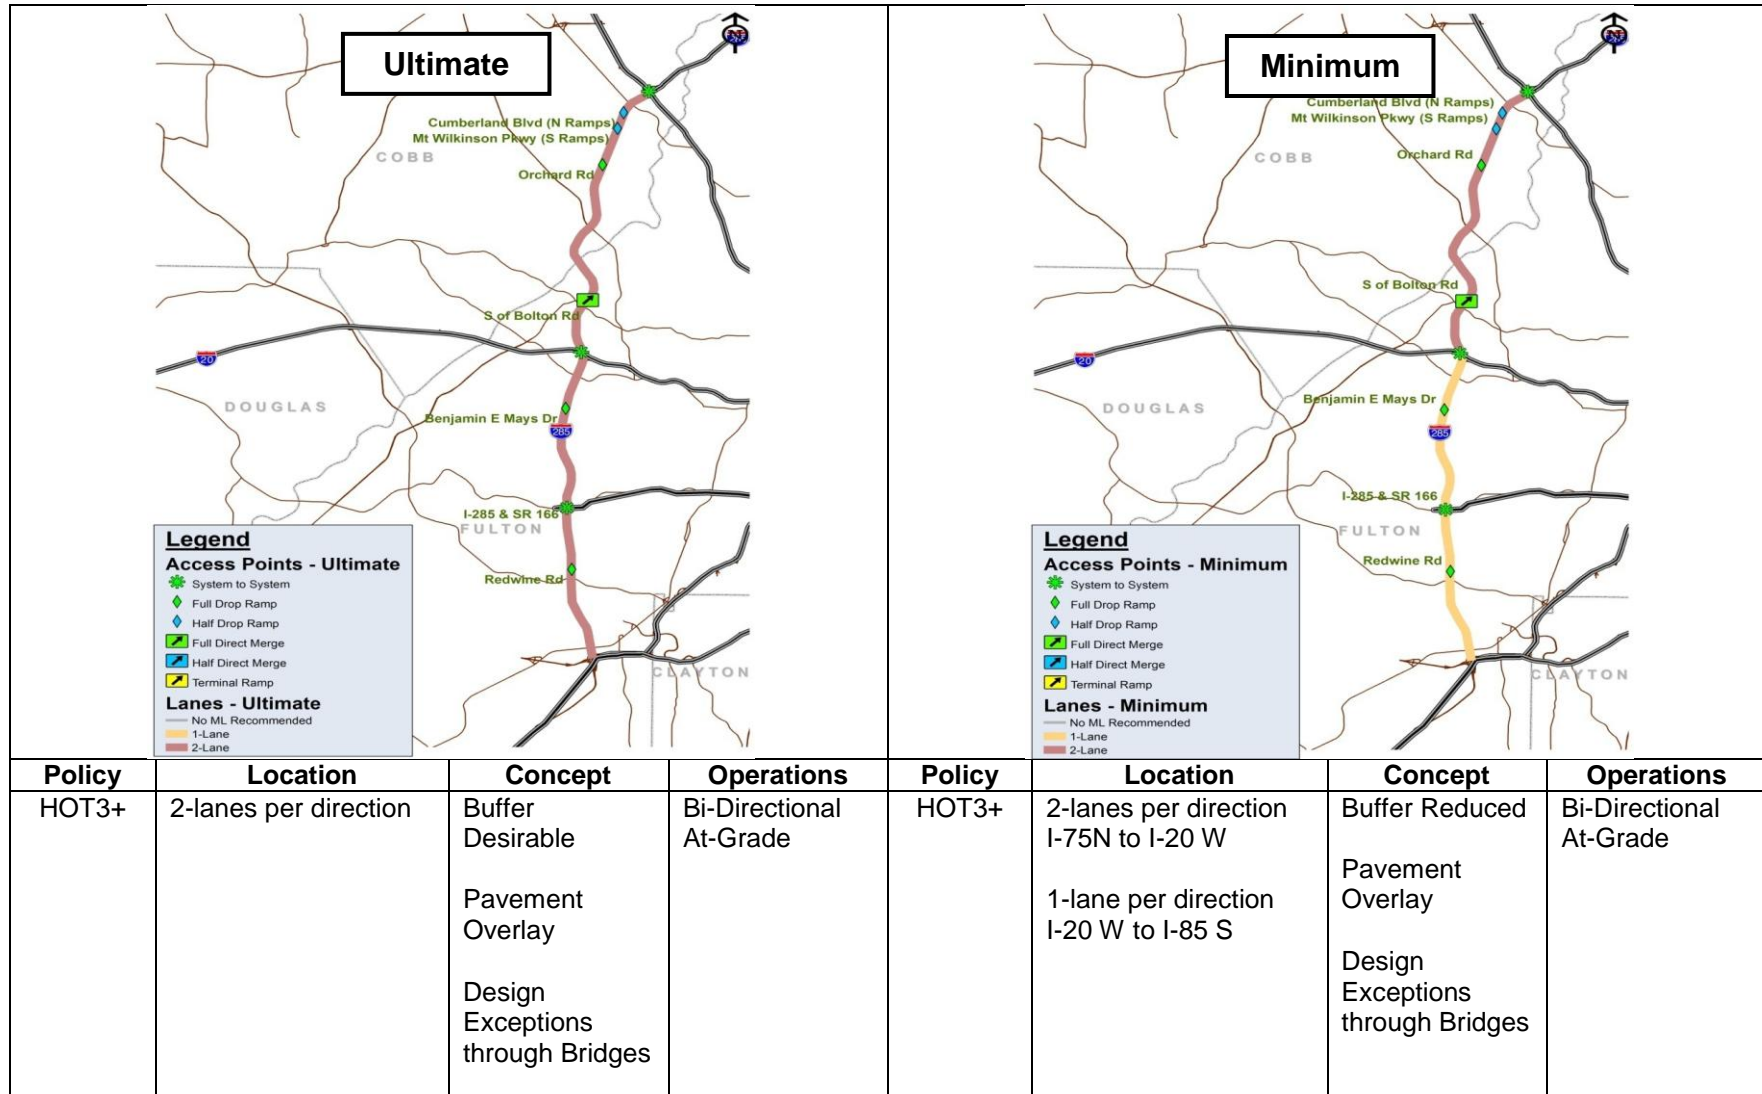 Ultimate
Cumberland Blvd (N Ramps)
Mt Wilkinson Pkwy (S Ramps)
COBB
Orchard Rd
S of Bolton Rd
20
DOUGLAS
Benjamin E Mays Dr
285
I-285 & SR 166
FULTON
Redwine Rd
CLAYTON
Legend
Access Points - Ultimate
System to System
Full Drop Ramp
Half Drop Ramp
Full Direct Merge
Half Direct Merge
Terminal Ramp
Lanes - Ultimate
No ML Recommended
1-Lane
2-Lane
Minimum
Cumberland Blvd (N Ramps)
Mt Wilkinson Pkwy (S Ramps)
COBB
Orchard Rd
S of Bolton Rd
20
DOUGLAS
Benjamin E Mays Dr
285
I-285 & SR 166
FULTON
Redwine Rd
CLAYTON
Legend
Access Points - Minimum
System to System
Full Drop Ramp
Half Drop Ramp
Full Direct Merge
Half Direct Merge
Terminal Ramp
Lanes - Minimum
No ML Recommended
1-Lane
2-Lane
Policy Location Concept Operations Policy Location Concept Operations
HOT3+
2-lanes per direction
Buffer
Desirable
Pavement
Overlay
Design
Exceptions
through Bridges
Bi-Directional
At-Grade
HOT3+
2-lanes per direction
I-75N to I-20 W
1-lane per direction
I-20 W to I-85 S
Buffer Reduced
Pavement
Overlay
Design
Exceptions
through Bridges
Bi-Directional
At-Grade